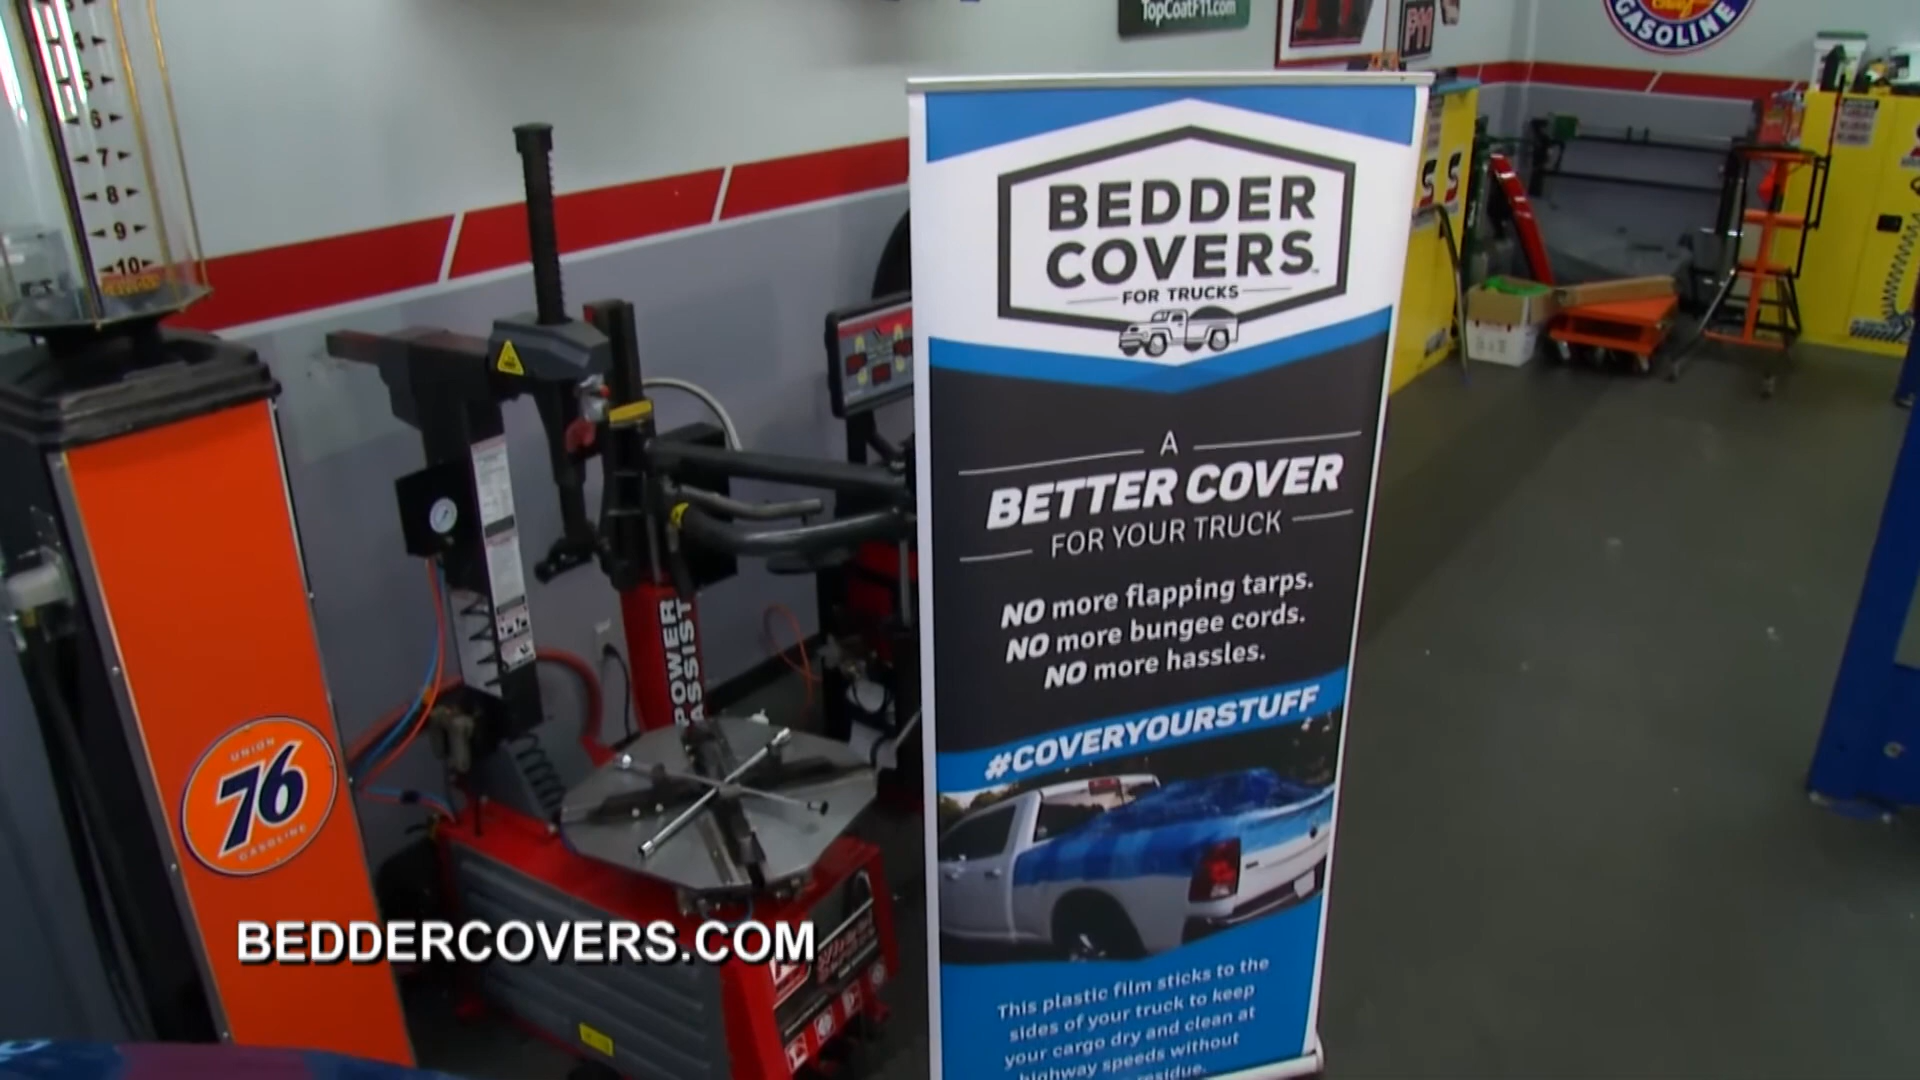 TopCoatF11.com
GASOLINE
6
7
8
9
10
BEDDER
COVERS
FOR TRUCKS
A
BETTER COVER
FOR YOUR TRUCK
NO more flapping tarps.
NO more bungee cords.
NO more hassles.
#COVERYOURSTUFF
POWER
ASSIST
UNION
76
GASOLINE
BEDDERCOVERS.COM
This plastic film sticks to the
sides of your truck to keep
your cargo dry and clean at
highway speeds without
residue.